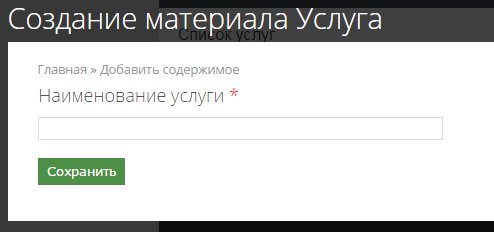 Создание материала Услуга
Список услуг
Главная » Добавить содержимое
Наименование услуги *
Сохранить